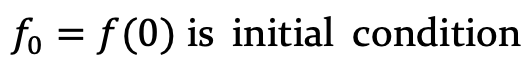 f₀ = f(0) is initial condition